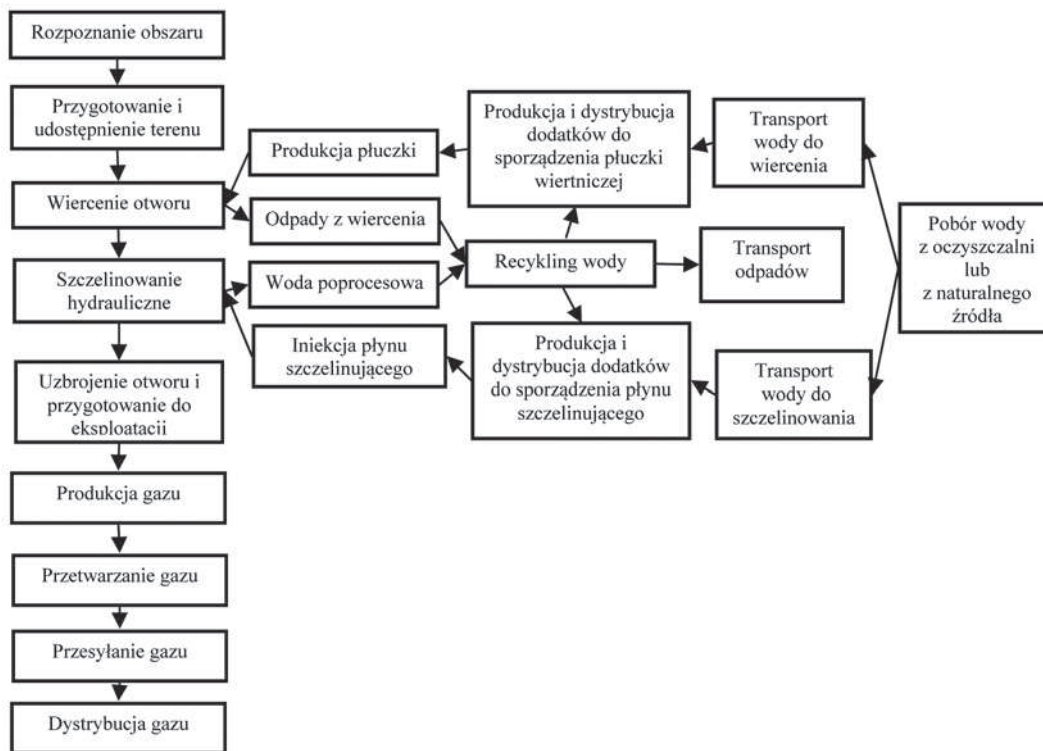 Rozpoznanie obszaru
Przygotowanie i
udostępnienie terenu
Wiercenie otworu
Szczelinowanie
hydrauliczne
Uzbrojenie otworu i
przygotowanie do
eksploatacji
Produkcja gazu
Przetwarzanie gazu
Przesyłanie gazu
Dystrybucja gazu
Produkcja płuczki
Odpady z wiercenia
Woda poprocesowa
Iniekcja płynu
szczelinującego
Produkcja i dystrybucja
dodatków do
sporządzenia płuczki
wiertniczej
Recykling wody
Produkcja i
dystrybucja dodatków
do sporządzenia płynu
szczelinującego
Transport
wody do
wiercenia
Transport
odpadów
Transport
wody do
szczelinowania
Pobór wody
z oczyszczalni
lub
z naturalnego
źródła